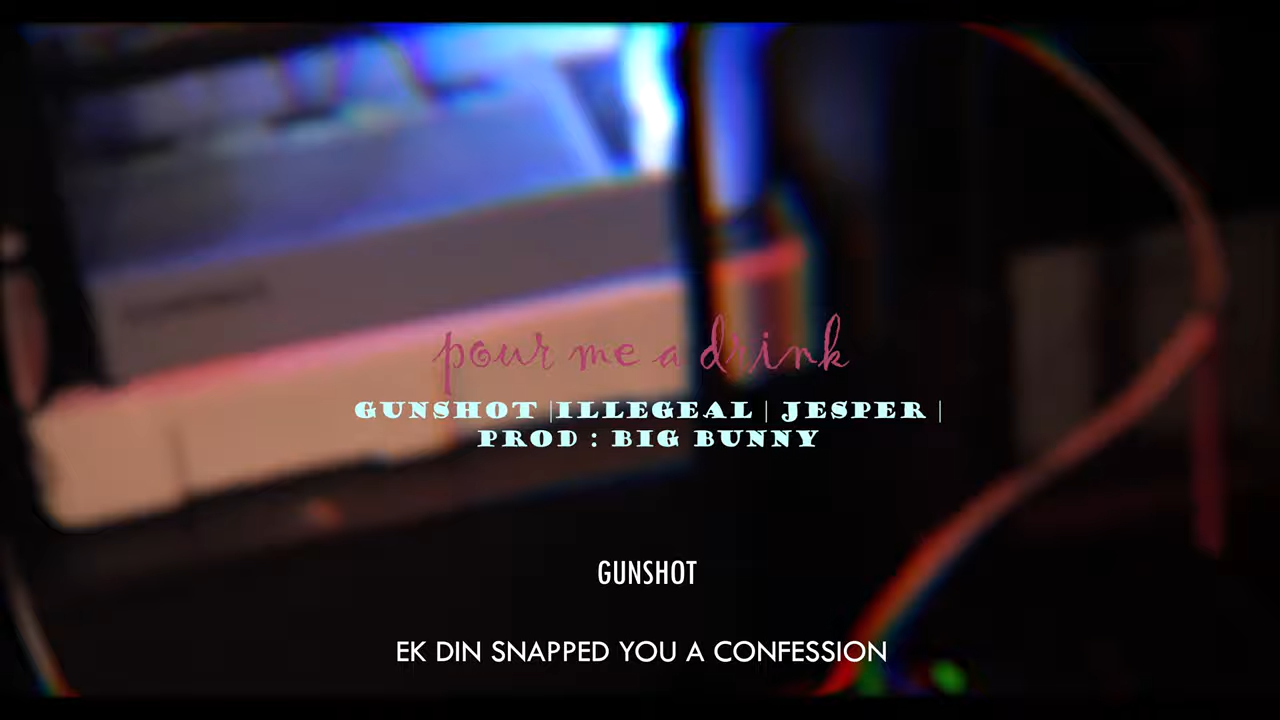 pour me a drink
GUNSHOT |ILLEGEAL | JESPER |
PROD : BIG BUNNY
GUNSHOT
EK DIN SNAPPED YOU A CONFESSION